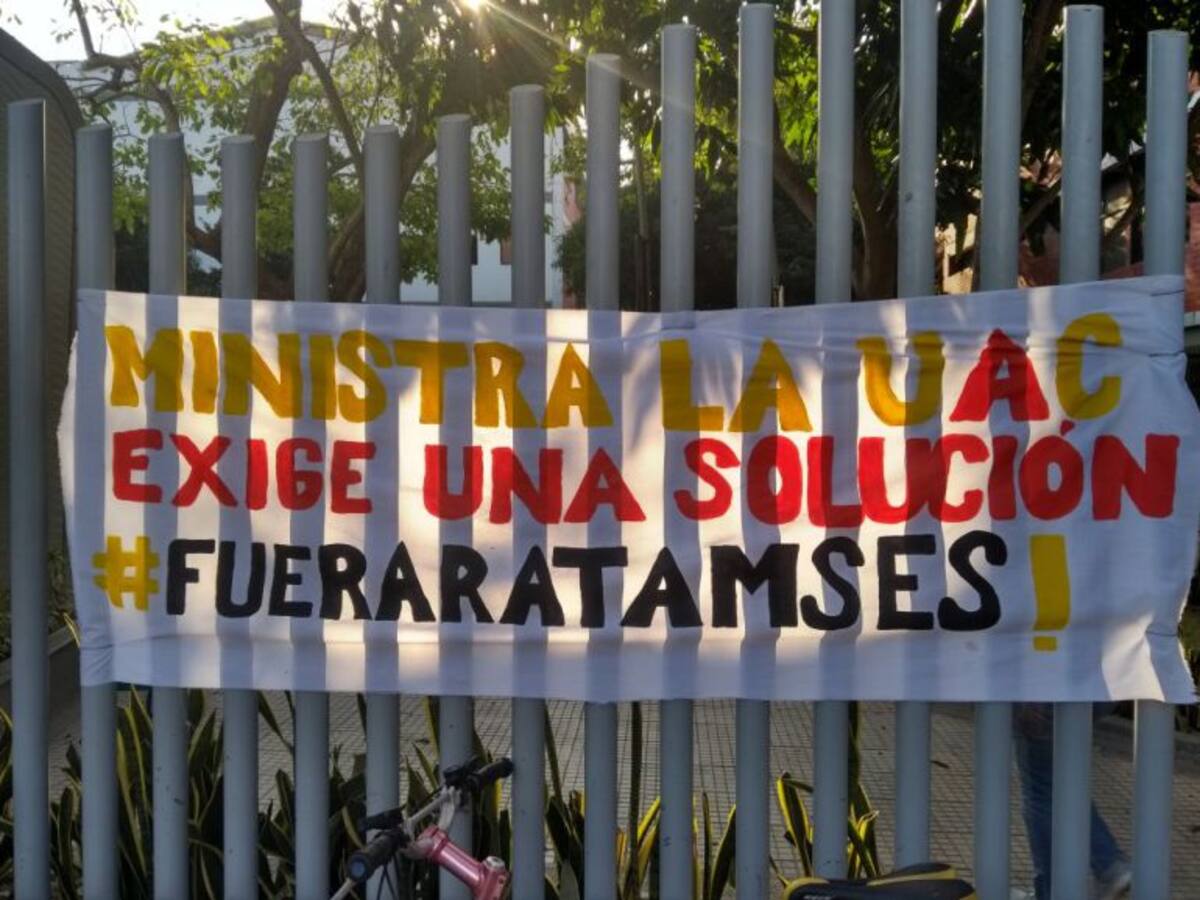 MINISTRA LA UAC
EXIGE UNA SOLUCIÓN
#FUERARATAMSES!